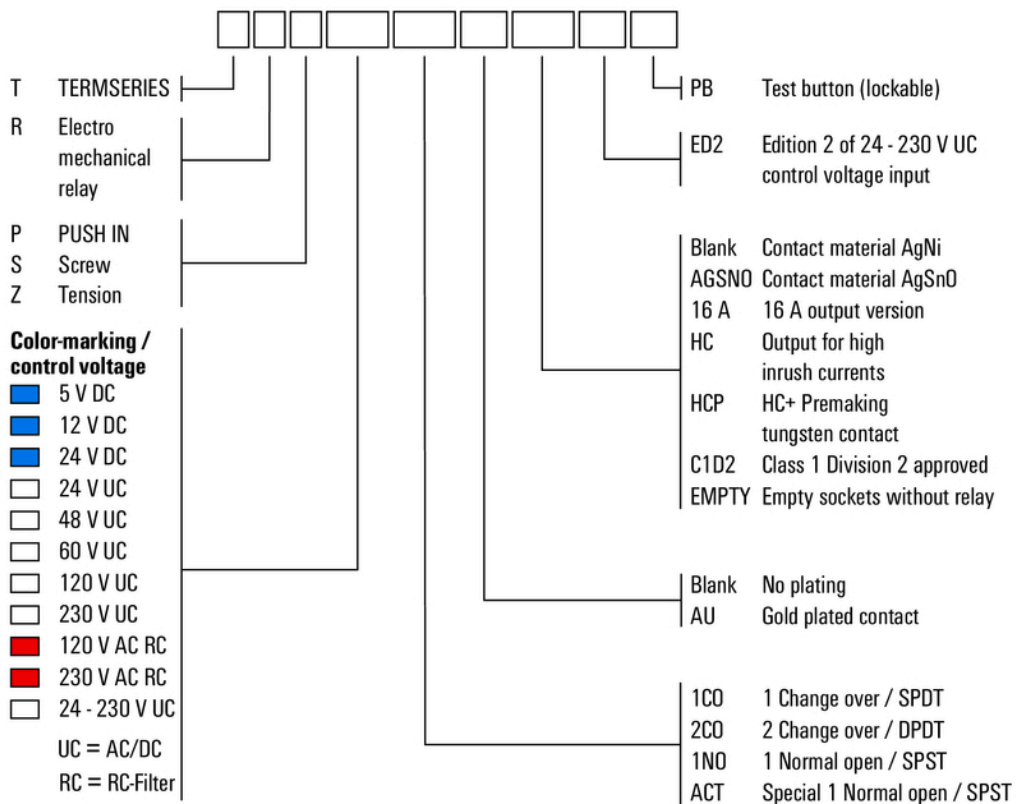 T TERMSERIES
R Electro
mechanical
relay
P PUSH IN
S Screw
Z Tension
Color-marking /
control voltage
5 V DC
12 V DC
24 V DC
24 V UC
48 V UC
60 V UC
120 V UC
230 V UC
120 V AC RC
230 V AC RC
24 - 230 V UC
UC = AC/DC
RC = RC-Filter
PB Test button (lockable)
ED2 Edition 2 of 24 - 230 V UC
control voltage input
Blank Contact material AgNi
AGSNO Contact material AgSnO
16 A 16 A output version
HC Output for high
inrush currents
HCP HC+ Premaking
tungsten contact
C1D2 Class 1 Division 2 approved
EMPTY Empty sockets without relay
Blank No plating
AU Gold plated contact
1CO 1 Change over / SPDT
2CO 2 Change over / DPDT
1NO 1 Normal open / SPST
ACT Special 1 Normal open / SPST